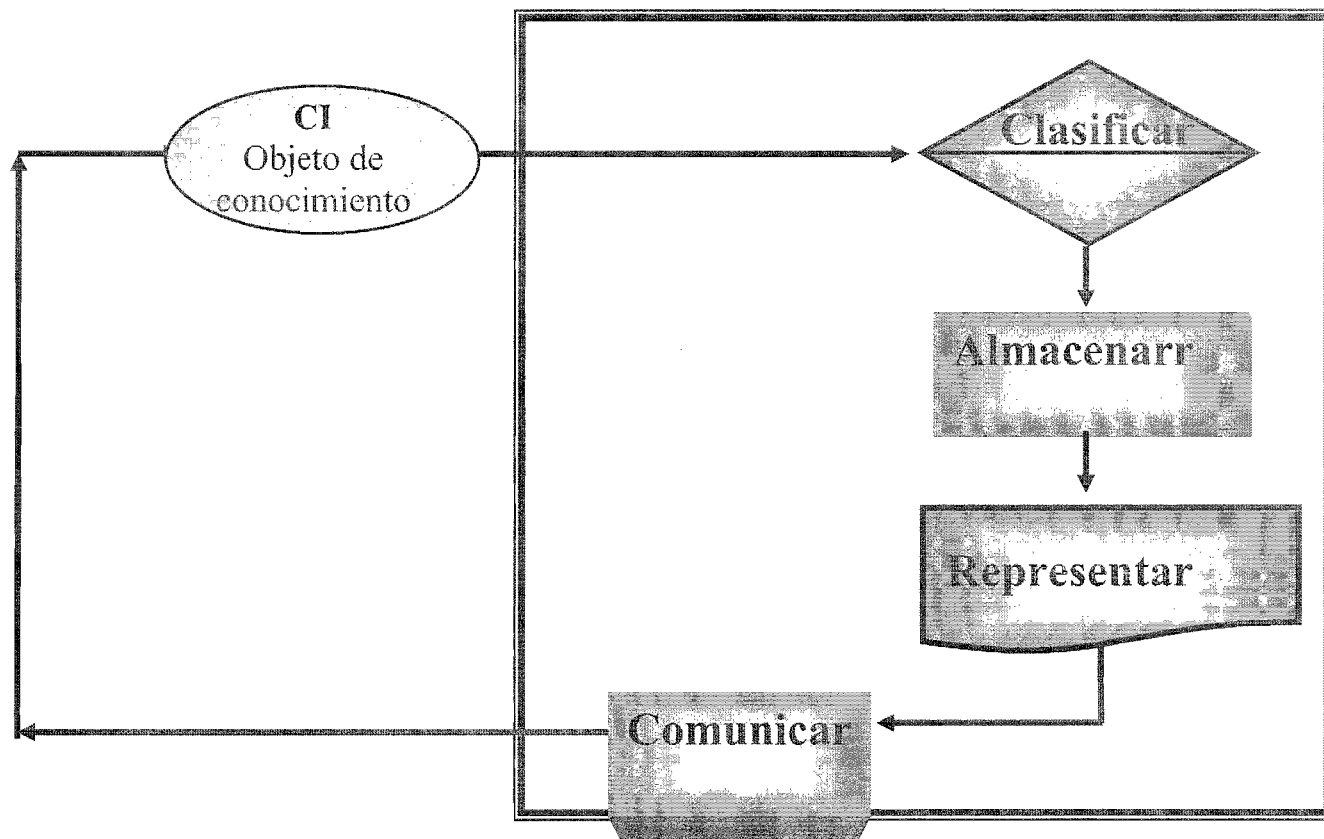 CI
Objeto de
conocimiento
Clasificar
Almacenarr
Representar
Comunicar